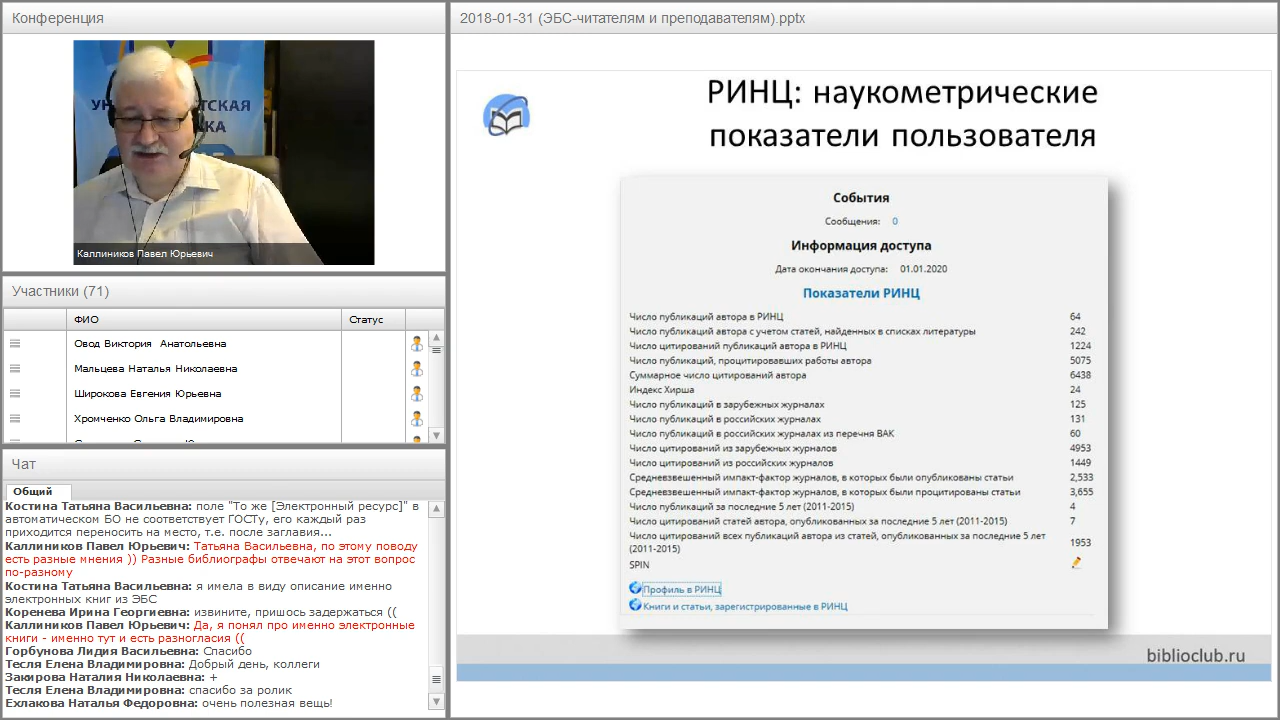 Конференция
УН ТСКАЯ
КА
Каллиников Павел Юрьевич
Участники (71)
ФИО
Статус
Овод Виктория Анатольевна
Мальцева Наталья Николаевна
Широкова Евгения Юрьевна
Хромченко Ольга Владимировна
Чат
Общий
Костина Татьяна Васильевна: поле "То же [Электронный ресурс]" в
автоматическом БО не соответствует ГОСТу, его каждый раз
приходится переносить на место, т.е. после заглавия...
Каллиников Павел Юрьевич: Татьяна Васильевна, по этому поводу
есть разные мнения )) Разные библиографы отвечают на этот вопрос
по-разному
Костина Татьяна Васильевна: я имела в виду описание именно
электронных книг из ЭБС
Коренева Ирина Георгиевна: извините, пришось задержаться ((
Каллиников Павел Юрьевич: Да, я понял про именно электронные
книги - именно тут и есть разногласия ((
Горбунова Лидия Васильевна: Спасибо
Тесля Елена Владимировна: Добрый день, коллеги
Закирова Наталия Николаевна: +
Тесля Елена Владимировна: спасибо за ролик
Ехлакова Наталья Федоровна: очень полезная вещь!
2018-01-31 (ЭБС-читателям и преподавателям).pptx
РИНЦ: наукометрические
показатели пользователя
События
Сообщения: 0
Информация доступа
Дата окончания доступа: 01.01.2020
Показатели РИНЦ
Число публикаций автора в РИНЦ 64
Число публикаций автора с учетом статей, найденных в списках литературы 242
Число цитирований публикаций автора в РИНЦ 1224
Число публикаций, процитировавших работы автора 5075
Суммарное число цитирований автора 6438
Индекс Хирша 24
Число публикаций в зарубежных журналах 125
Число публикаций в российских журналах 131
Число публикаций в российских журналах из перечня ВАК 60
Число цитирований из зарубежных журналов 4953
Число цитирований из российских журналов 1449
Средневзвешенный импакт-фактор журналов, в которых были опубликованы статьи 2,533
Средневзвешенный импакт-фактор журналов, в которых были процитированы статьи 3,655
Число публикаций за последние 5 лет (2011-2015) 4
Число цитирований статей автора, опубликованных за последние 5 лет (2011-2015) 7
Число цитирований всех публикаций автора из статей, опубликованных за последние 5 лет
(2011-2015) 1953
SPIN
Профиль в РИНЦ
Книги и статьи, зарегистрированные в РИНЦ
biblioclub.ru